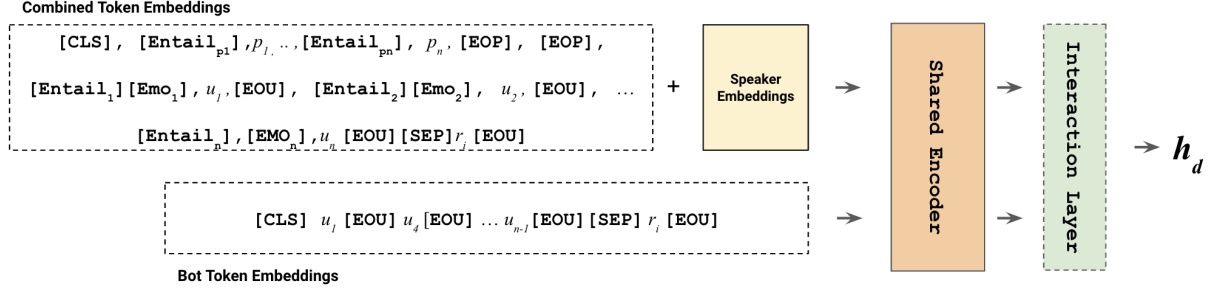 Combined Token Embeddings
[CLS], [Entail_p1],p_1, ..,[Entail_pn], p_n, [EOP], [EOP],
[Entail_1][Emo_1], u_1,[EOU], [Entail_2][Emo_2], u_2, [EOU], ...
[Entail_n],[EMO_n],u_n [EOU][SEP]r_i [EOU]
+
Speaker
Embeddings
Shared Encoder
Interaction Layer
h_d
[CLS] u_1 [EOU] u_4 [EOU] ... u_n-1 [EOU][SEP] r_i [EOU]
Bot Token Embeddings